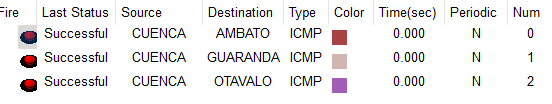 Fire Last Status Source Destination Type Color Time(sec) Periodic Num
Successful CUENCA AMBATO ICMP 0.000 N 0
Successful CUENCA GUARANDA ICMP 0.000 N 1
Successful CUENCA OTAVALO ICMP 0.000 N 2